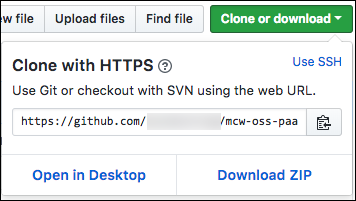 Upload files Find file Clone or download
Clone with HTTPS Use SSH
Use Git or checkout with SVN using the web URL.
https://github.com/ /mcw-oss-paa
Open in Desktop Download ZIP